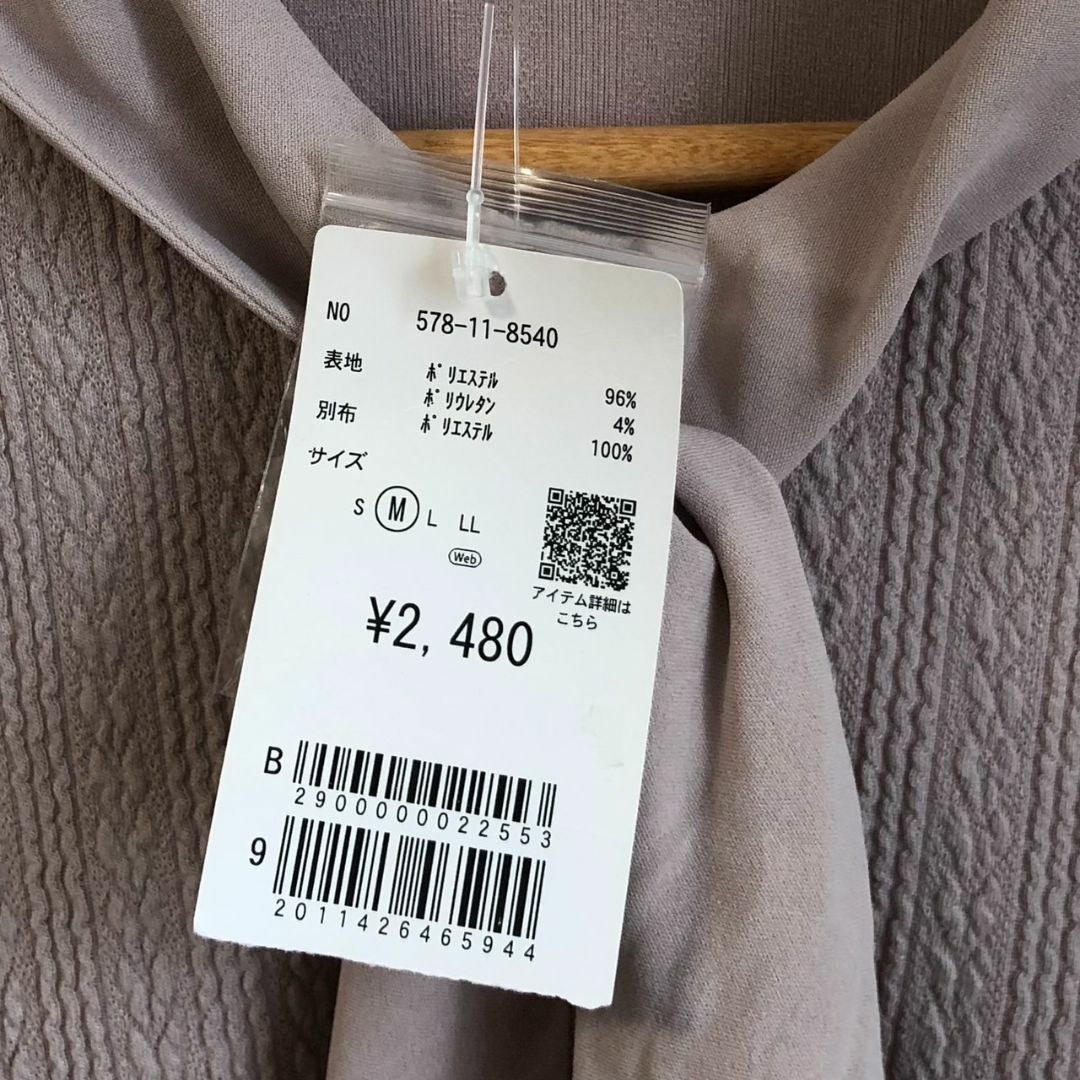 NO 578-11-8540
表地 ﾎﾟﾘｴｽﾃﾙ 96%
ﾎﾟﾘｳﾚﾀﾝ 4%
別布 ﾎﾟﾘｴｽﾃﾙ 100%
サイズ
S M L LL
Web
アイテム詳細は
こちら
¥2,480
B
2900000022553
9
2011426465944